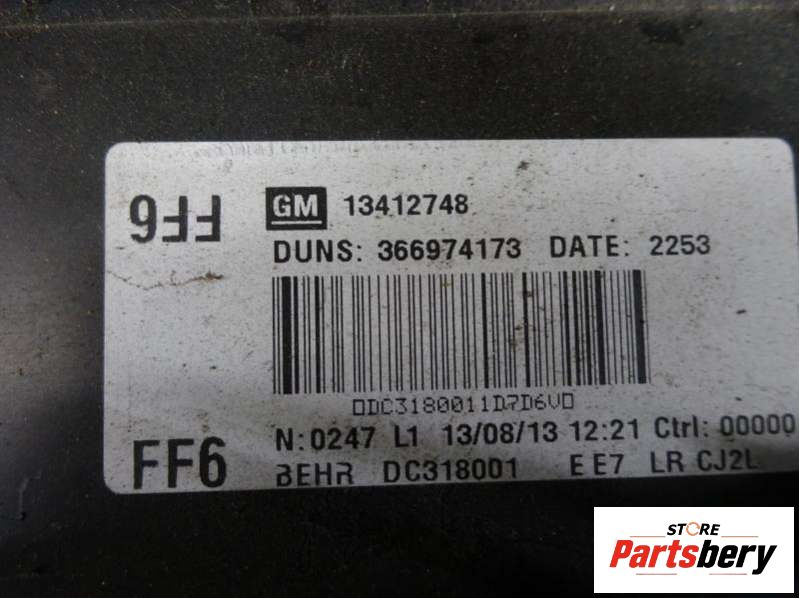 FF6
GM 13412748
DUNS: 366974173 DATE: 2253
DC3180011D7D6V
N:0247 L1 13/08/13 12:21 Ctrl: 00000
FF6
BEHR DC318001 E E7 LR CJ2L
STORE
Partsbery